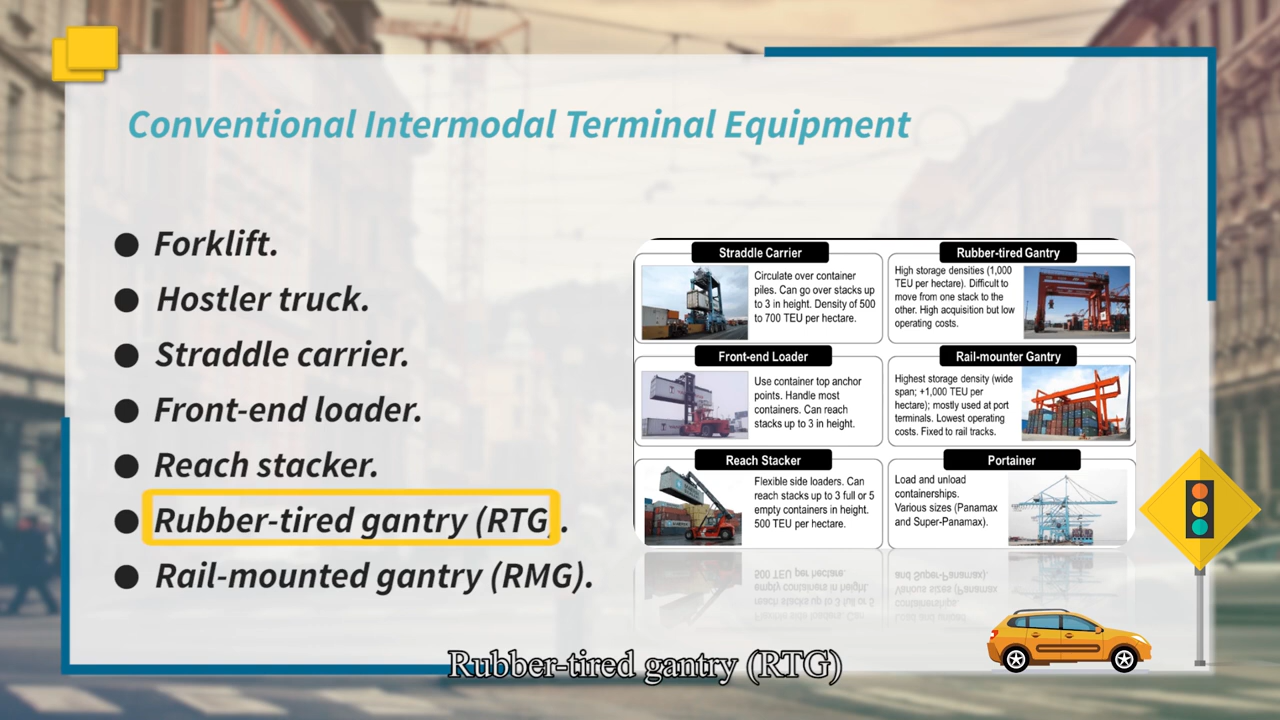 Conventional Intermodal Terminal Equipment
Forklift.
Hostler truck.
Straddle carrier.
Front-end loader.
Reach stacker.
Rubber-tired gantry (RTG .
Rail-mounted gantry (RMG).
Straddle Carrier
Circulate over container
piles. Can go over stacks up
to 3 in height. Density of 500
to 700 TEU per hectare.
Rubber-tired Gantry
High storage densities (1,000
TEU per hectare). Difficult to
move from one stack to the
other. High acquisition but low
operating costs.
Front-end Loader
Use container top anchor
points. Handle most
containers. Can reach
stacks up to 3 in height.
Rail-mounter Gantry
Highest storage density (wide
span; +1,000 TEU per
hectare); mostly used at port
terminals. Lowest operating
costs. Fixed to rail tracks.
Reach Stacker
Flexible side loaders. Can
reach stacks up to 3 full or 5
empty containers in height.
500 TEU per hectare.
Portainer
Load and unload
containerships.
Various sizes (Panamax
and Super-Panamax).
Rubber-tired gantry (RTG)